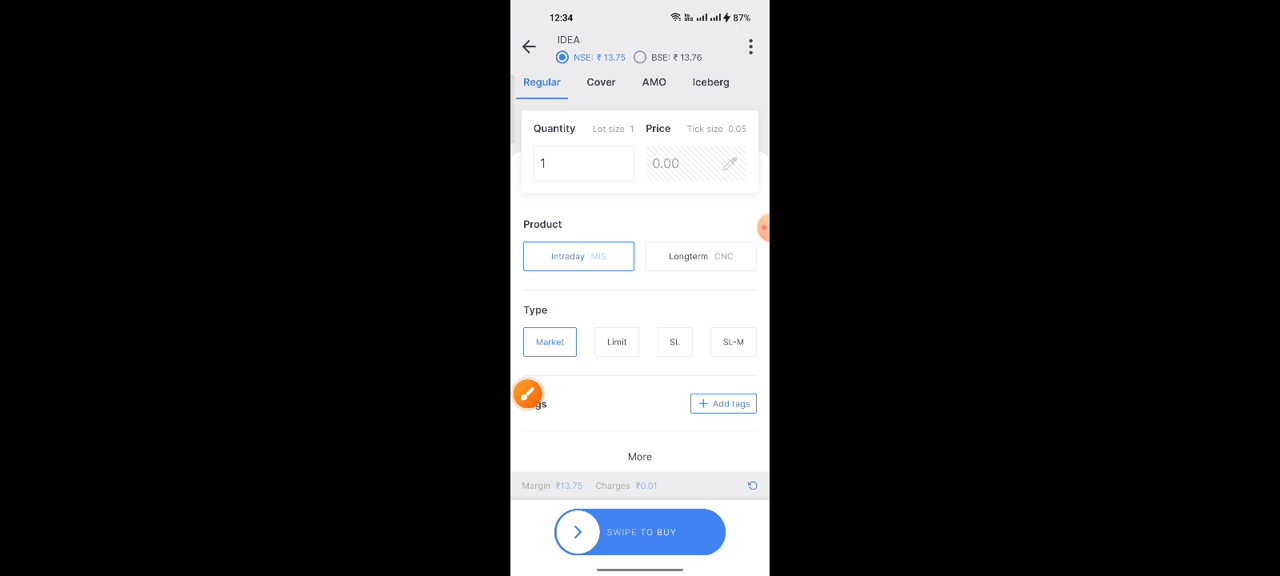 12:34 87%
IDEA
NSE: ₹ 13.75 BSE: ₹ 13.76
Regular Cover AMO Iceberg
Quantity Lot size 1 Price Tick size 0.05
1 0.00
Product
Intraday MIS Longterm CNC
Type
Market Limit SL SL-M
Add tags
More
Margin ₹13.75 Charges ₹0.01
SWIPE TO BUY